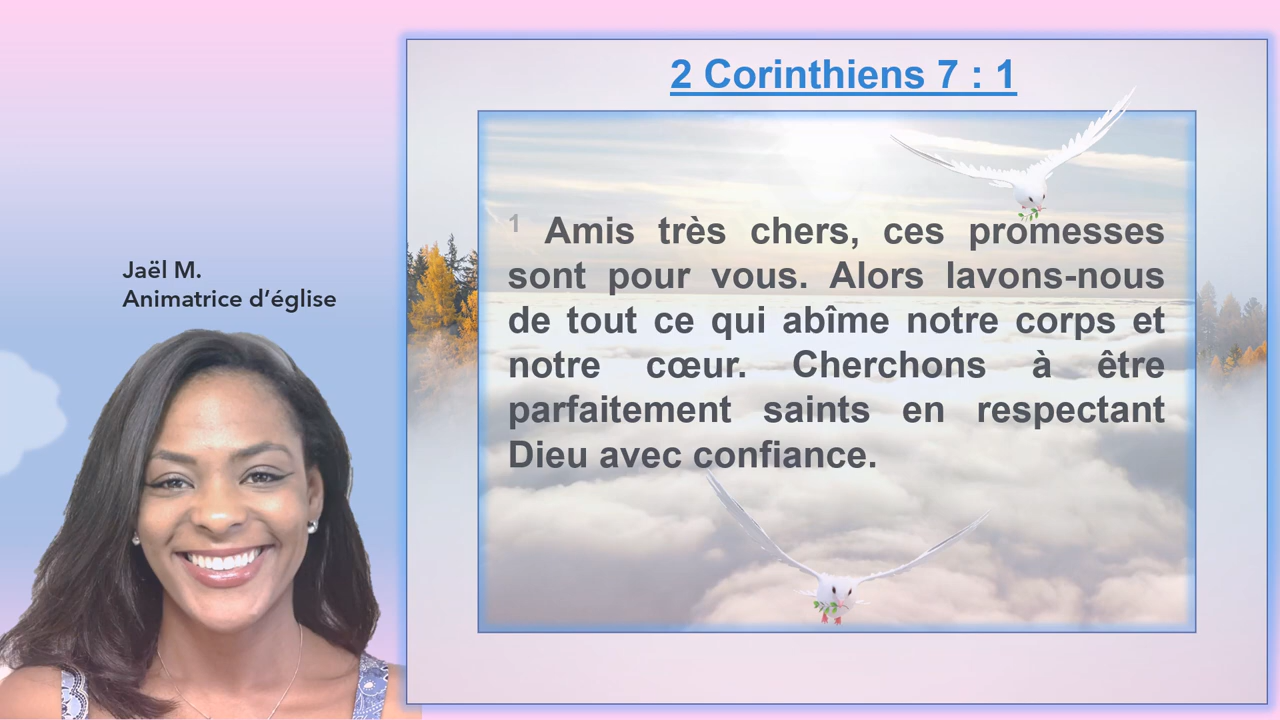 2 Corinthiens 7 : 1
1 Amis très chers, ces promesses
sont pour vous. Alors lavons-nous
de tout ce qui abîme notre corps et
notre cœur. Cherchons à être
parfaitement saints en respectant
Dieu avec confiance.
Jaël M.
Animatrice d’église